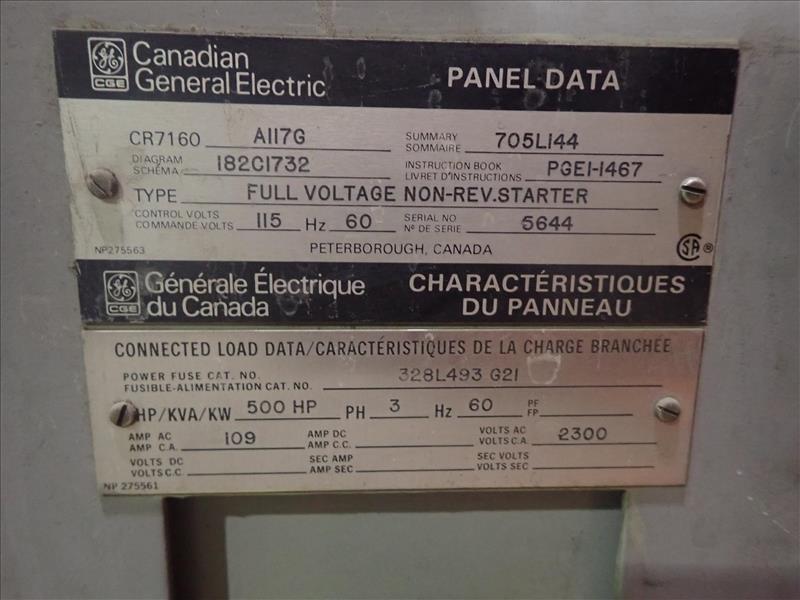 CGE Canadian General Electric PANEL DATA
CR7160 A117G SUMMARY SOMMAIRE 705L144
DIAGRAM SCHÉMA 182C1732 INSTRUCTION BOOK LIVRET D'INSTRUCTIONS PGEI-1467
TYPE FULL VOLTAGE NON-REV.STARTER
CONTROL VOLTS COMMANDE VOLTS 115 Hz 60 SERIAL NO Nº DE SÉRIE 5644
NP275563 PETERBOROUGH, CANADA SA ®
CGE Générale Électrique du Canada CHARACTÉRISTIQUES DU PANNEAU
CONNECTED LOAD DATA/CARACTÉRISTIQUES DE LA CHARGE BRANCHÉE
POWER FUSE CAT. NO. FUSIBLE-ALIMENTATION CAT. NO. 328L493 G21
HP/KVA/KW 500 HP PH 3 Hz 60 PF FP
AMP AC AMP C.A. 109 AMP DC AMP C.C. VOLTS AC VOLTS C.A. 2300
VOLTS DC VOLTS C.C. SEC AMP AMP SEC SEC VOLTS VOLTS SEC
NP 275561